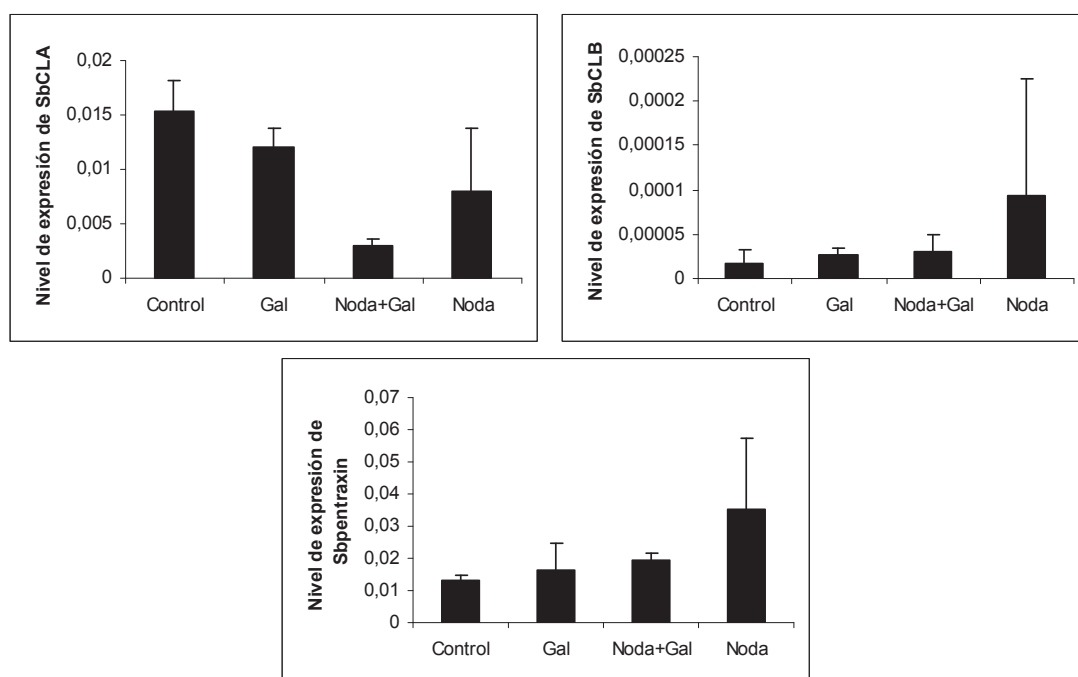 Nivel de expresión de SbCLA
0,02
0,015
0,01
0,005
0
Control Gal Noda+Gal Noda
Nivel de expresión de SbCLB
0,00025
0,0002
0,00015
0,0001
0,00005
0
Control Gal Noda+Gal Noda
Nivel de expresión de
Sbpentraxin
0,07
0,06
0,05
0,04
0,03
0,02
0,01
0
Control Gal Noda+Gal Noda